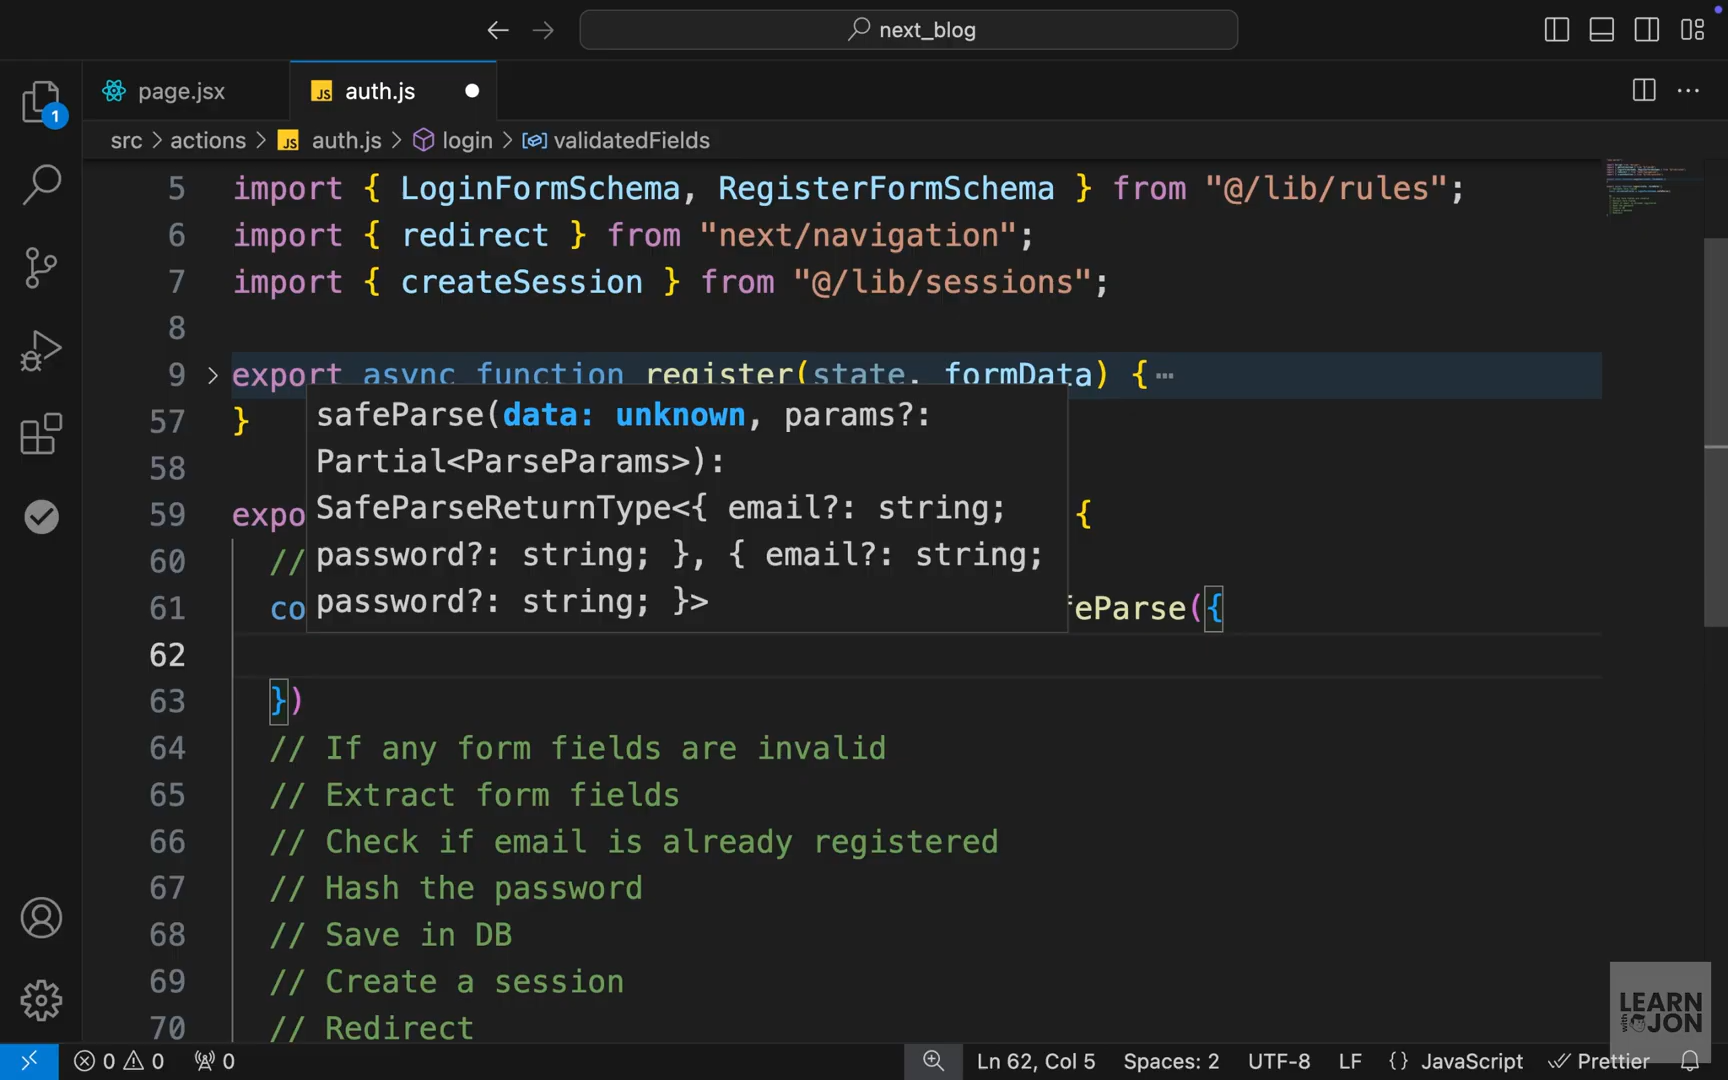 next_blog
page.jsx
JS auth.js
1
src > actions > JS auth.js > login > validatedFields
5 import { LoginFormSchema, RegisterFormSchema } from "@/lib/rules";
6 import { redirect } from "next/navigation";
7 import { createSession } from "@/lib/sessions";
8
9 > export async function register(state, formData) {…
57 }
58
59 expo {
60 //
61 co feParse({
safeParse(data: unknown, params?:
Partial<ParseParams>):
SafeParseReturnType<{ email?: string;
password?: string; }, { email?: string;
password?: string; }>
62
63 })
64 // If any form fields are invalid
65 // Extract form fields
66 // Check if email is already registered
67 // Hash the password
68 // Save in DB
69 // Create a session
70 // Redirect
LEARN
with JON
0 0 0 Ln 62, Col 5 Spaces: 2 UTF-8 LF {} JavaScript Prettier